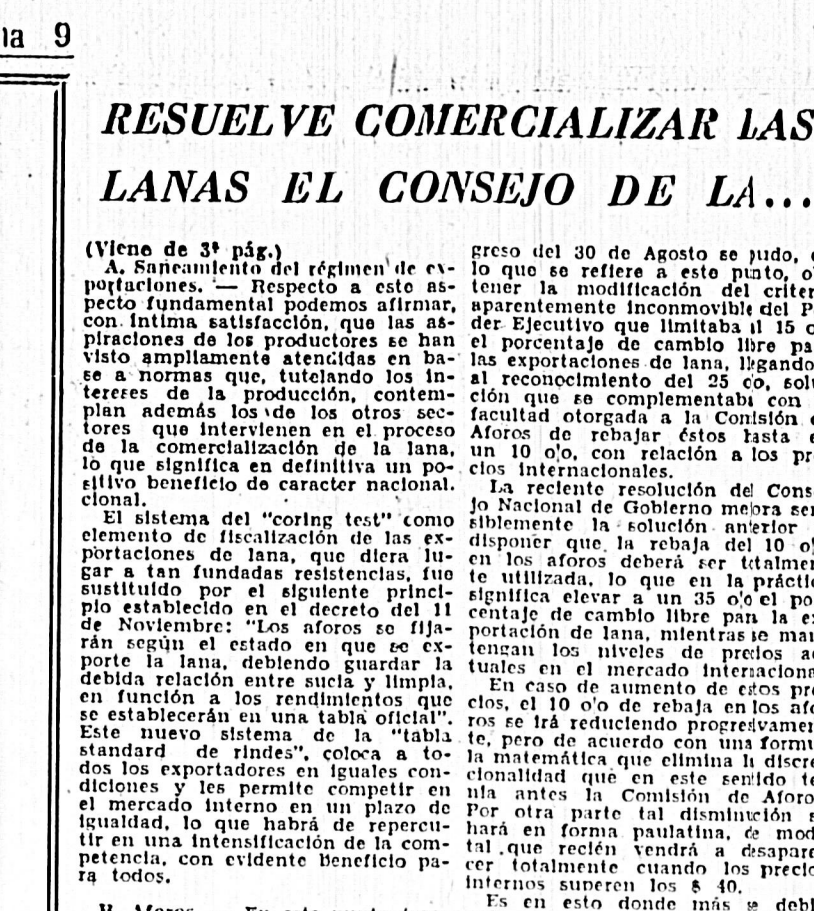 na 9
RESUELVE COMERCIALIZAR LAS
LANAS EL CONSEJO DE LA...
(Viene de 3ª pág.)
A. Saneamiento del régimen de ex-
portaciones. — Respecto a este as-
pecto fundamental podemos afirmar,
con íntima satisfacción, que las as-
piraciones de los productores se han
visto ampliamente atendidas en ba-
se a normas que, tutelando los in-
tereses de la producción, contem-
plan además los de los otros sec-
tores que intervienen en el proceso
de la comercialización de la lana,
lo que significa en definitiva un po-
sitivo beneficio de caracter nacional.
cional.
El sistema del "coring test" como
elemento de fiscalización de las ex-
portaciones de lana, que diera lu-
gar a tan fundadas resistencias, fue
sustituido por el siguiente princi-
pio establecido en el decreto del 11
de Noviembre: "Los aforos se fija-
rán según el estado en que se ex-
porte la lana, debiendo guardar la
debida relación entre sucia y limpia,
en función a los rendimientos que
se establecerán en una tabla oficial".
Este nuevo sistema de la "tabla
standard de rindes", coloca a to-
dos los exportadores en iguales con-
diciones y les permite competir en
el mercado interno en un plazo de
igualdad, lo que habrá de repercu-
tir en una intensificación de la com-
petencia, con evidente beneficio pa-
ra todos.
B. Aforos
greso del 30 de Agosto se pudo,
lo que se refiere a este punto, o
tener la modificación del criter
aparentemente inconmovible del P
der Ejecutivo que limitaba al 15 o
el porcentaje de cambio libre pa
las exportaciones de lana, llegando
al reconocimiento del 25 o|o, solu
ción que se complementaba con
facultad otorgada a la Comisión
Aforos de rebajar éstos hasta e
un 10 o|o, con relación a los pr
cios internacionales.
La reciente resolución del Cons
jo Nacional de Gobierno mejora sen
siblemente la solución anterior
disponer que la rebaja del 10 o|
en los aforos deberá ser totalmen
te utilizada, lo que en la práctic
significa elevar a un 35 o|o el po
centaje de cambio libre para la e
portación de lana, mientras se man
tengan los niveles de precios ac
tuales en el mercado internaciona
En caso de aumento de estos pre
cios, el 10 o|o de rebaja en los afo
ros se irá reduciendo progresivamen
te, pero de acuerdo con una formu
la matemática que elimina la discre
cionalidad que en este sentido te
nía antes la Comisión de Aforo
Por otra parte tal disminución s
hará en forma paulatina, de mod
tal que recién vendrá a desapare
cer totalmente cuando los precio
internos superen los $ 40.
Es en esto donde más se debi